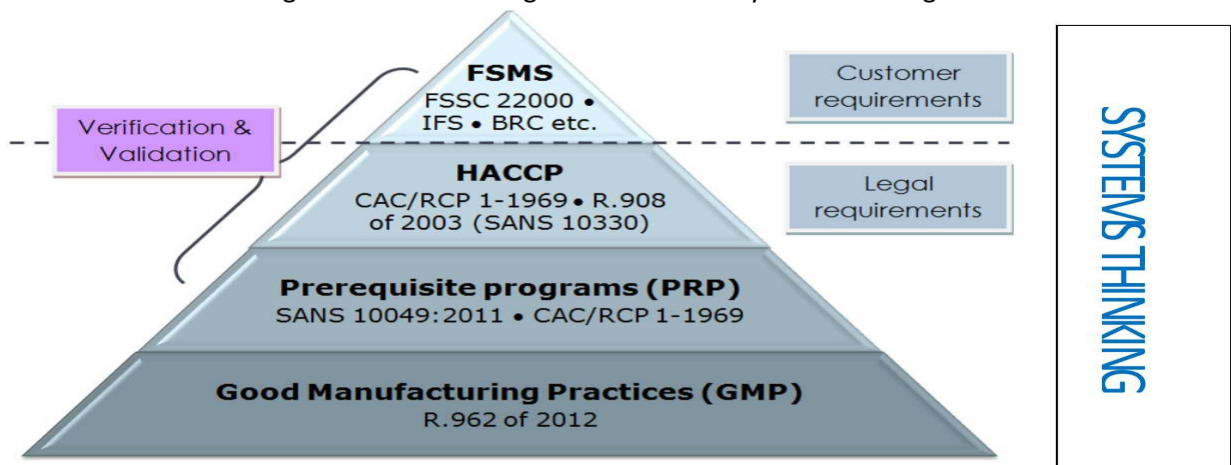 FSMS
FSSC 22000 •
IFS • BRC etc.
Customer
requirements
Verification &
Validation
HACCP
CAC/RCP 1-1969 • R.908
of 2003 (SANS 10330)
Legal
requirements
Prerequisite programs (PRP)
SANS 10049:2011 • CAC/RCP 1-1969
Good Manufacturing Practices (GMP)
R.962 of 2012
SYSTEMS THINKING